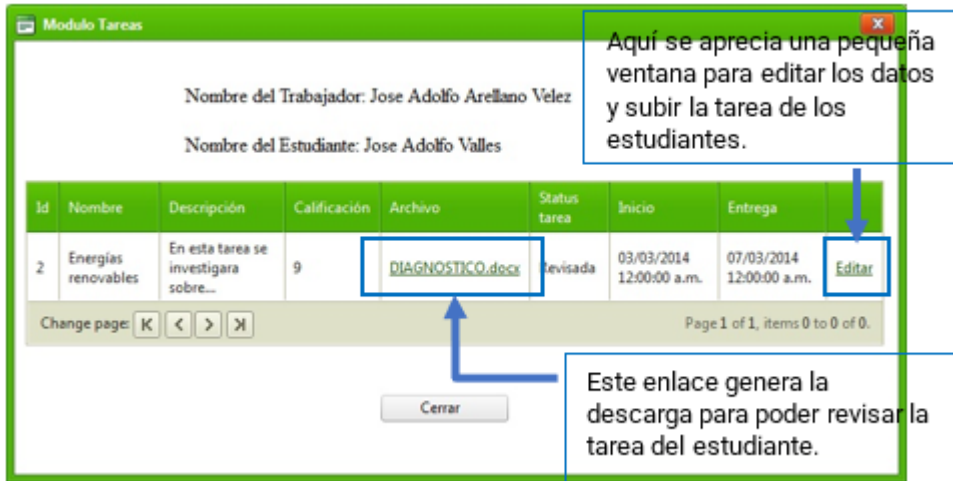 Modulo Tareas
Aquí se aprecia una pequeña
ventana para editar los datos
y subir la tarea de los
estudiantes.
Nombre del Trabajador: Jose Adolfo Arellano Velez
Nombre del Estudiante: Jose Adolfo Valles
Id Nombre Descripción Calificación Archivo Status tarea Inicio Entrega
2 Energías renovables En esta tarea se investigara sobre... 9 DIAGNOSTICO.docx Revisada 03/03/2014 12:00:00 a.m. 07/03/2014 12:00:00 a.m. Editar
Change page: Page 1 of 1, items 0 to 0 of 0.
Cerrar
Este enlace genera la
descarga para poder revisar la
tarea del estudiante.